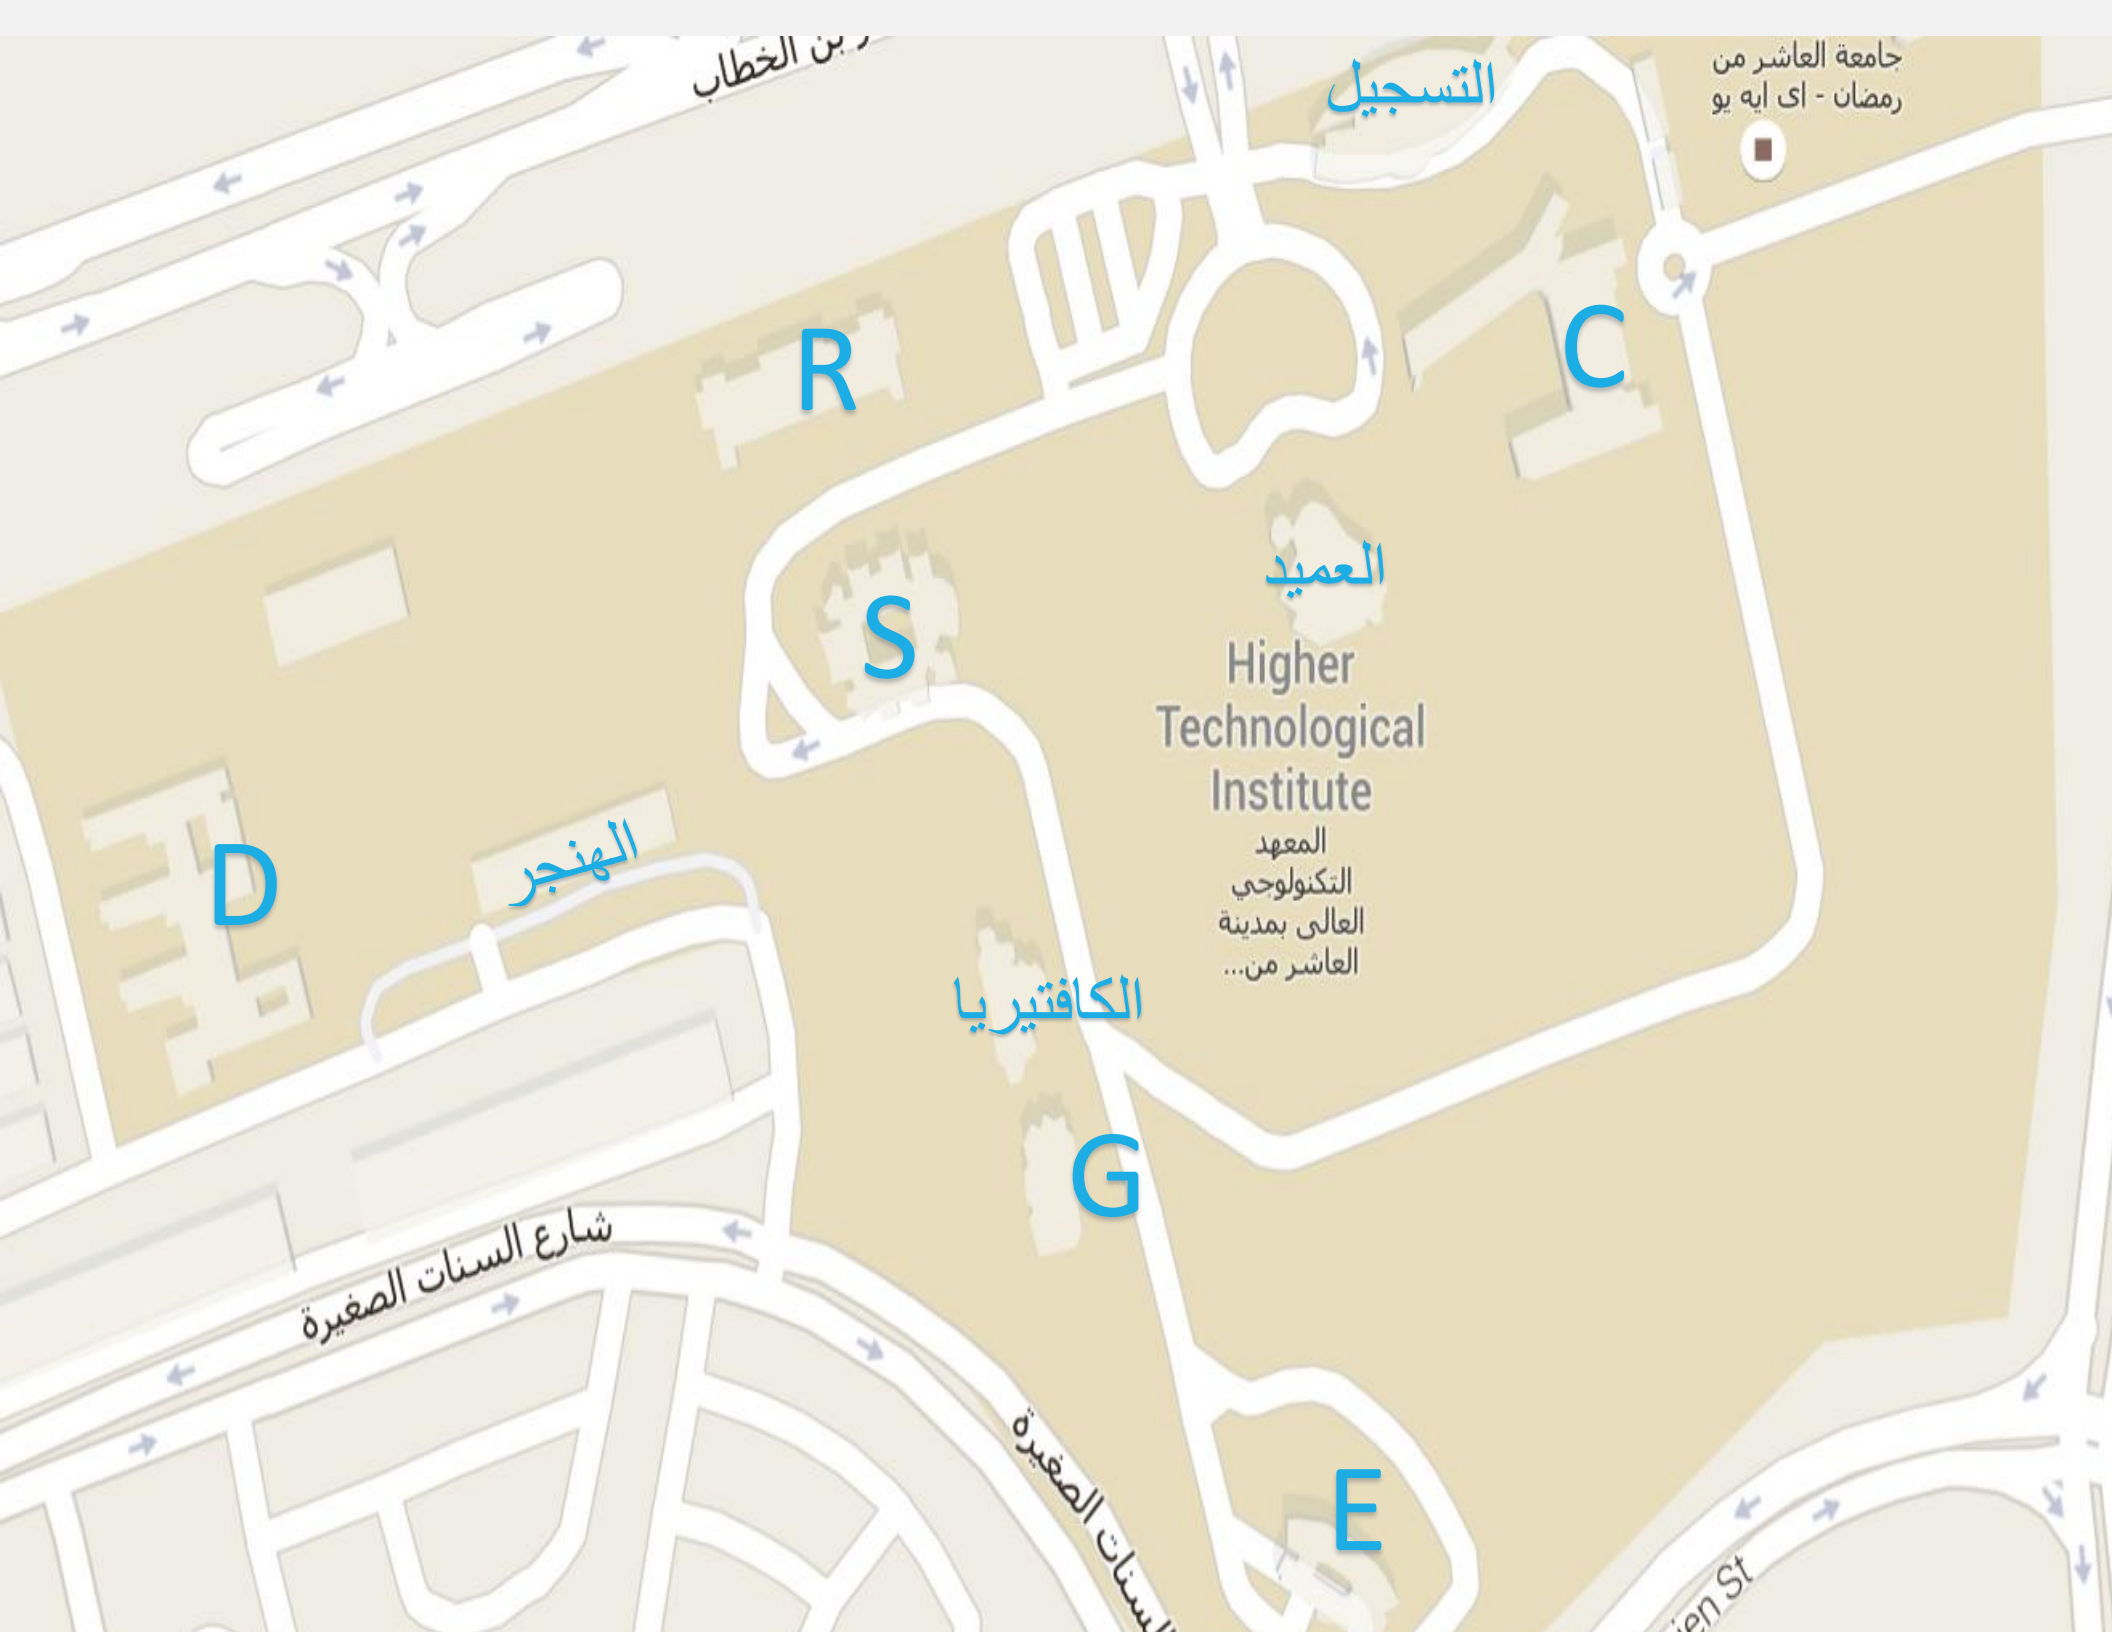 بن الخطاب
التسجيل
جامعة العاشر من
رمضان - اى ايه يو
R
C
S
العميد
Higher
Technological
Institute
المعهد
التكنولوجي
العالى بمدينة
العاشر من...
D
الهنجر
الكافتيريا
G
شارع السنات الصغيرة
السنات الصغيرة
E
St